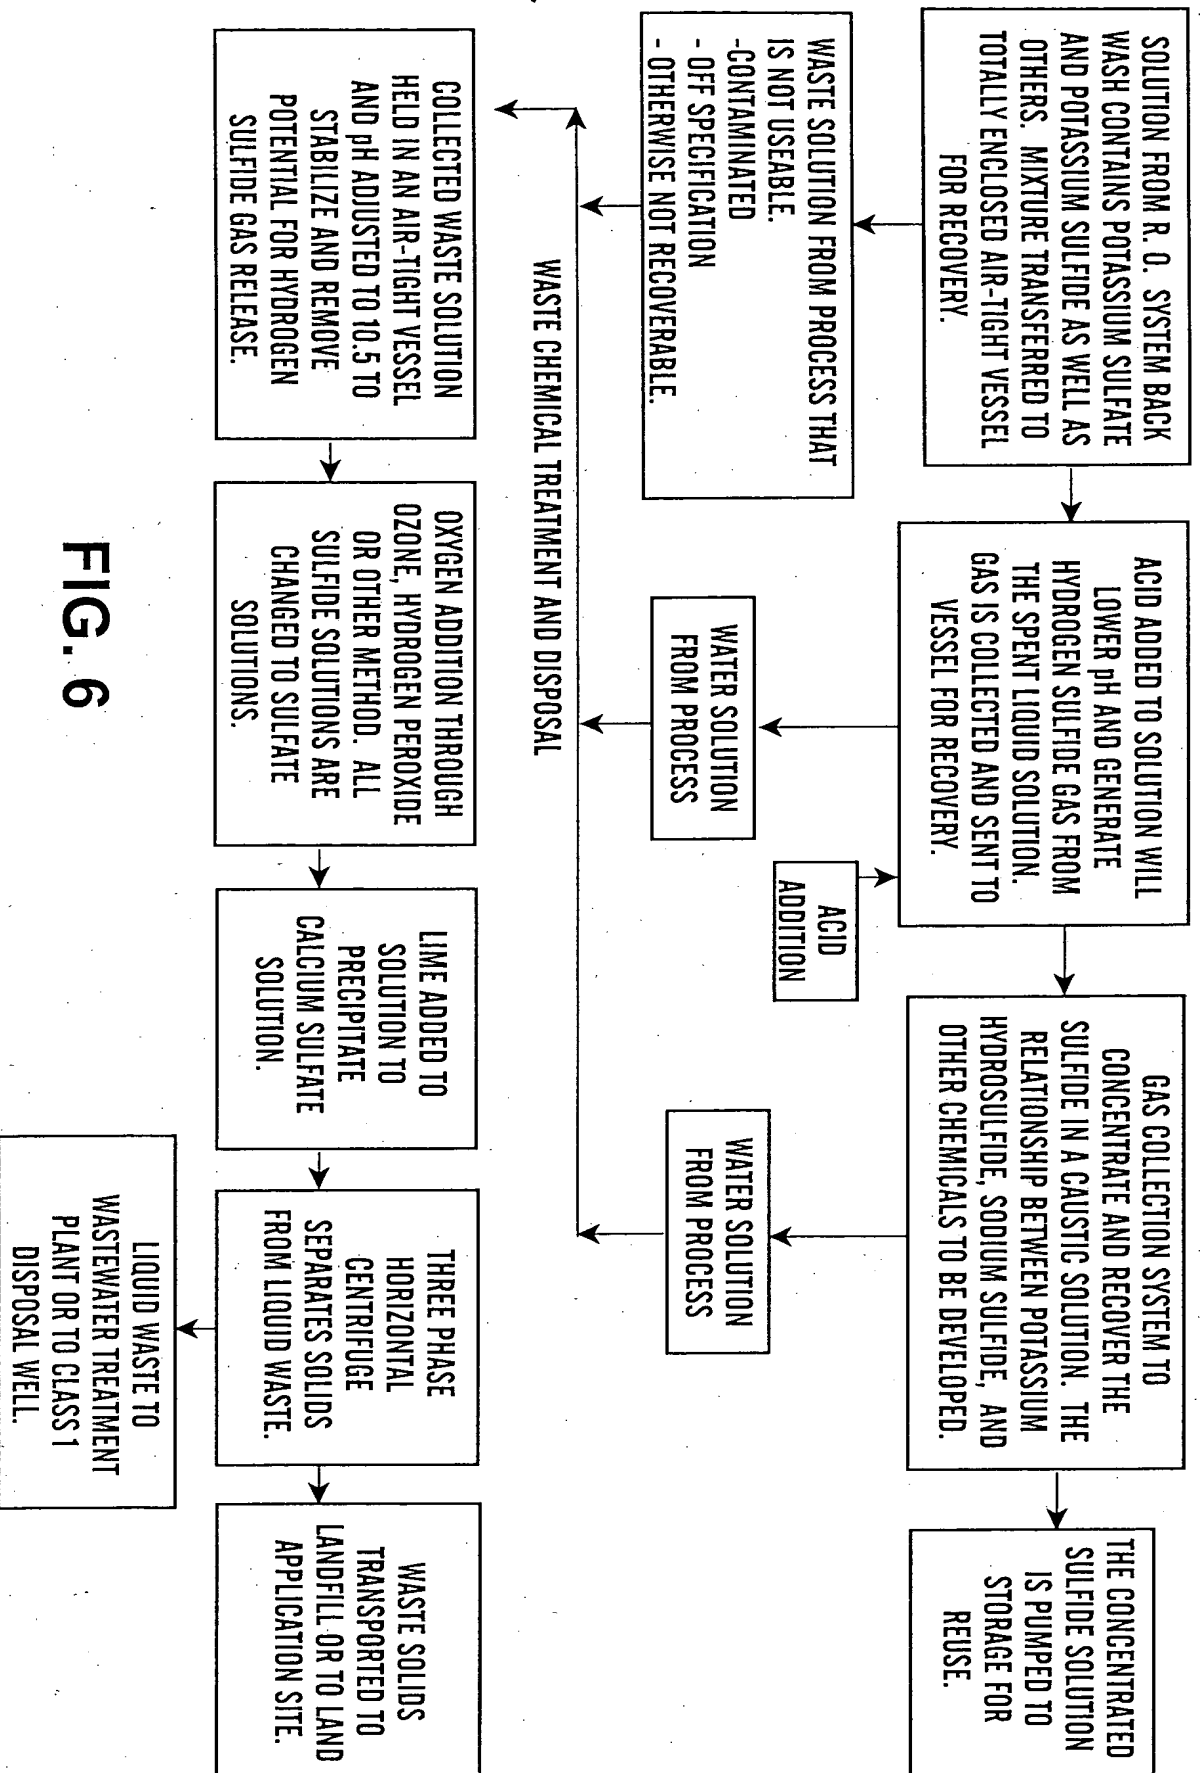 SOLUTION FROM R. O. SYSTEM BACK
WASH CONTAINS POTASSIUM SULFATE
AND POTASSIUM SULFIDE AS WELL AS
OTHERS. MIXTURE TRANSFERRED TO
TOTALLY ENCLOSED AIR-TIGHT VESSEL
FOR RECOVERY.
ACID ADDED TO SOLUTION WILL
LOWER pH AND GENERATE
HYDROGEN SULFIDE GAS FROM
THE SPENT LIQUID SOLUTION.
GAS IS COLLECTED AND SENT TO
VESSEL FOR RECOVERY.
GAS COLLECTION SYSTEM TO
CONCENTRATE AND RECOVER THE
SULFIDE IN A CAUSTIC SOLUTION. THE
RELATIONSHIP BETWEEN POTASSIUM
HYDROSULFIDE, SODIUM SULFIDE, AND
OTHER CHEMICALS TO BE DEVELOPED.
THE CONCENTRATED
SULFIDE SOLUTION
IS PUMPED TO
STORAGE FOR
REUSE.
WASTE SOLUTION FROM PROCESS THAT
IS NOT USEABLE.
-CONTAMINATED
- OFF SPECIFICATION
- OTHERWISE NOT RECOVERABLE.
WATER SOLUTION
FROM PROCESS
ACID
ADDITION
WATER SOLUTION
FROM PROCESS
WASTE CHEMICAL TREATMENT AND DISPOSAL
COLLECTED WASTE SOLUTION
HELD IN AN AIR-TIGHT VESSEL
AND pH ADJUSTED TO 10.5 TO
STABILIZE AND REMOVE
POTENTIAL FOR HYDROGEN
SULFIDE GAS RELEASE.
OXYGEN ADDITION THROUGH
OZONE, HYDROGEN PEROXIDE
OR OTHER METHOD. ALL
SULFIDE SOLUTIONS ARE
CHANGED TO SULFATE
SOLUTIONS.
LIME ADDED TO
SOLUTION TO
PRECIPITATE
CALCIUM SULFATE
SOLUTION.
THREE PHASE
HORIZONTAL
CENTRIFUGE
SEPARATES SOLIDS
FROM LIQUID WASTE.
WASTE SOLIDS
TRANSPORTED TO
LANDFILL OR TO LAND
APPLICATION SITE.
LIQUID WASTE TO
WASTEWATER TREATMENT
PLANT OR TO CLASS 1
DISPOSAL WELL.
FIG. 6